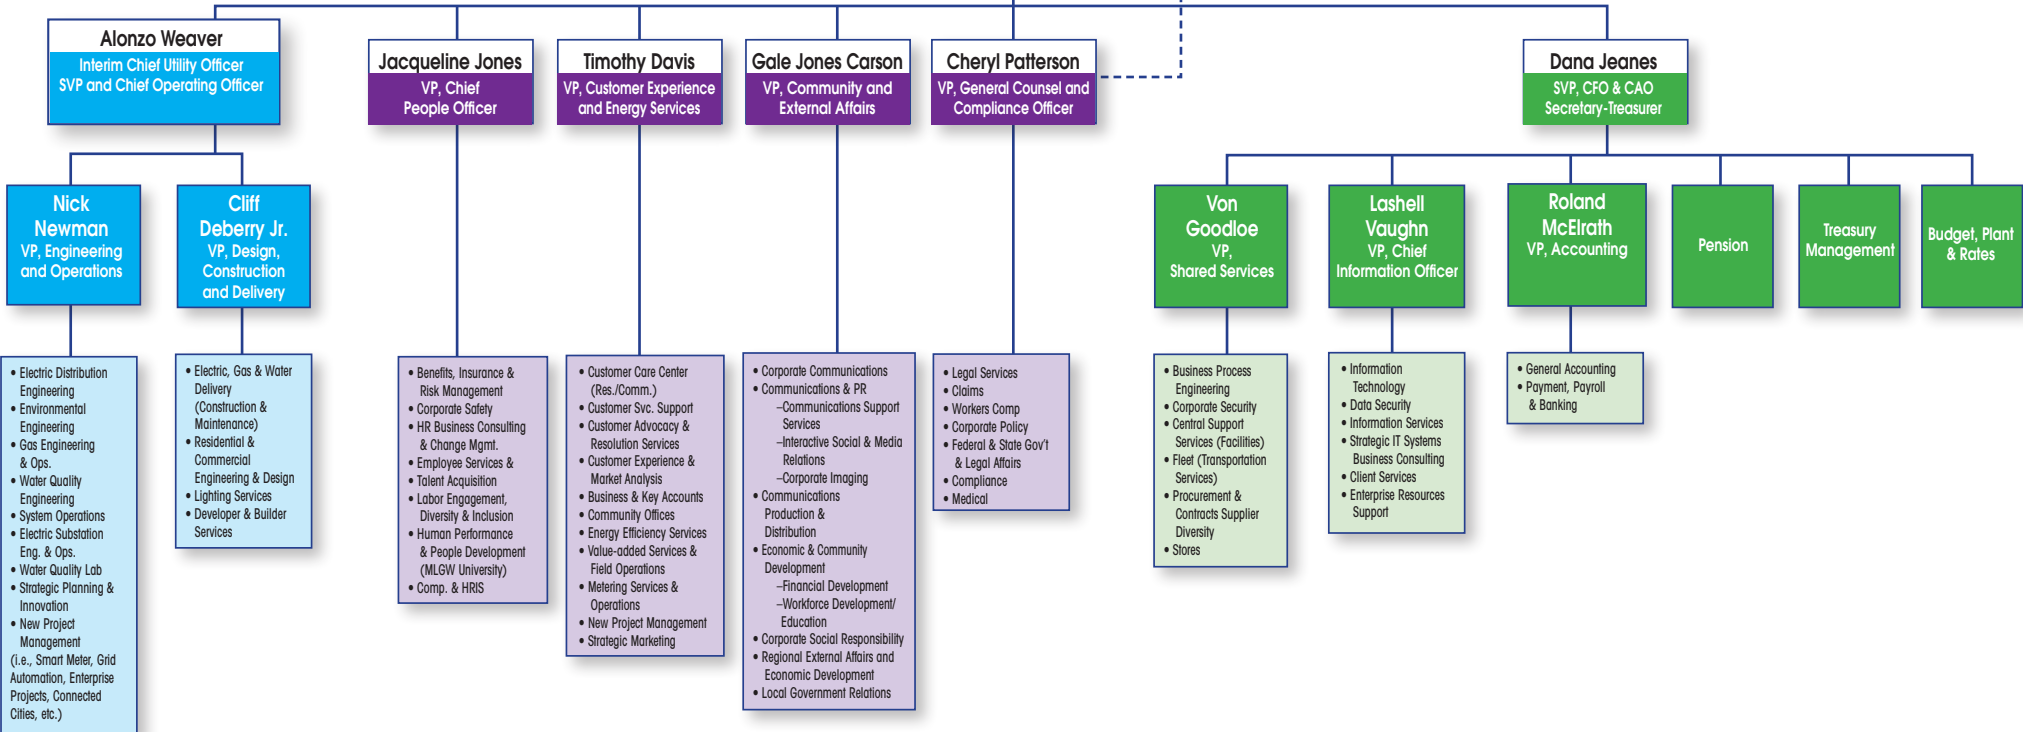 Alonzo Weaver
Interim Chief Utility Officer
SVP and Chief Operating Officer
Jacqueline Jones
VP, Chief
People Officer
Timothy Davis
VP, Customer Experience
and Energy Services
Gale Jones Carson
VP, Community and
External Affairs
Cheryl Patterson
VP, General Counsel and
Compliance Officer
Dana Jeanes
SVP, CFO & CAO
Secretary-Treasurer
Nick
Newman
VP, Engineering
and Operations
Cliff
Deberry Jr.
VP, Design,
Construction
and Delivery
Von
Goodloe
VP,
Shared Services
Lashell
Vaughn
VP, Chief
Information Officer
Roland
McElrath
VP, Accounting
Pension
Treasury
Management
Budget, Plant
& Rates
• Electric Distribution
Engineering
• Environmental
Engineering
• Gas Engineering
& Ops.
• Water Quality
Engineering
• System Operations
• Electric Substation
Eng. & Ops.
• Water Quality Lab
• Strategic Planning &
Innovation
• New Project
Management
(i.e., Smart Meter, Grid
Automation, Enterprise
Projects, Connected
Cities, etc.)
• Electric, Gas & Water
Delivery
(Construction &
Maintenance)
• Residential &
Commercial
Engineering & Design
• Lighting Services
• Developer & Builder
Services
• Benefits, Insurance &
Risk Management
• Corporate Safety
• HR Business Consulting
& Change Mgmt.
• Employee Services &
• Talent Acquisition
• Labor Engagement,
Diversity & Inclusion
• Human Performance
& People Development
(MLGW University)
• Comp. & HRIS
• Customer Care Center
(Res./Comm.)
• Customer Svc. Support
• Customer Advocacy &
Resolution Services
• Customer Experience &
Market Analysis
• Business & Key Accounts
• Community Offices
• Energy Efficiency Services
• Value-added Services &
Field Operations
• Metering Services &
Operations
• New Project Management
• Strategic Marketing
• Corporate Communications
• Communications & PR
–Communications Support
Services
–Interactive Social & Media
Relations
–Corporate Imaging
• Communications
Production &
Distribution
• Economic & Community
Development
–Financial Development
–Workforce Development/
Education
• Corporate Social Responsibility
• Regional External Affairs and
Economic Development
• Local Government Relations
• Legal Services
• Claims
• Workers Comp
• Corporate Policy
• Federal & State Gov't
& Legal Affairs
• Compliance
• Medical
• Business Process
Engineering
• Corporate Security
• Central Support
Services (Facilities)
• Fleet (Transportation
Services)
• Procurement &
Contracts Supplier
Diversity
• Stores
• Information
Technology
• Data Security
• Information Services
• Strategic IT Systems
Business Consulting
• Client Services
• Enterprise Resources
Support
• General Accounting
• Payment, Payroll
& Banking